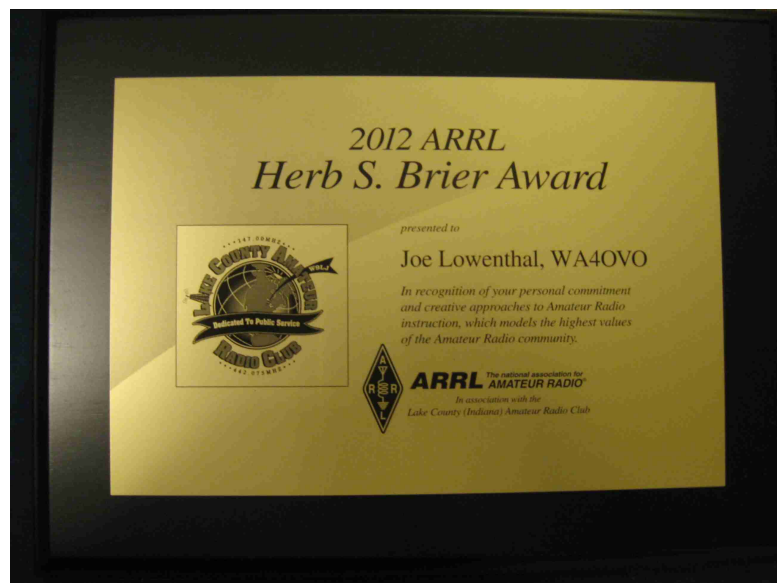 2012 ARRL
Herb S. Brier Award
presented to
Joe Lowenthal, WA4OVO
In recognition of your personal commitment
and creative approaches to Amateur Radio
instruction, which models the highest values
of the Amateur Radio community.
LAKE COUNTY AMATEUR
Dedicated To Public Service
RADIO CLUB
A
R R
L
ARRL The national association for
AMATEUR RADIO®
In association with the
Lake County (Indiana) Amateur Radio Club